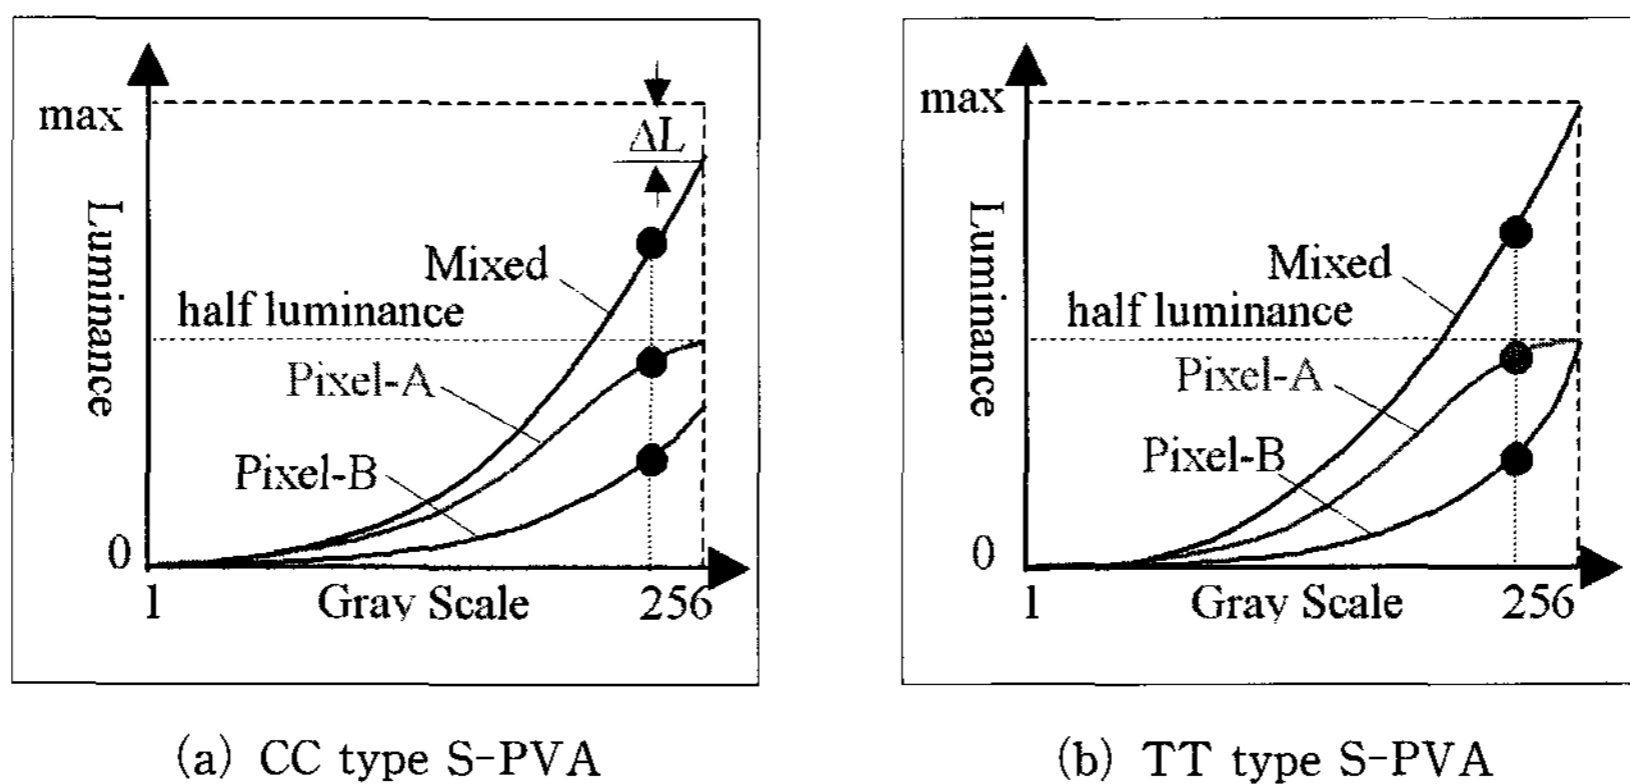 max
ΔL
Luminance
Mixed
half luminance
Pixel-A
Pixel-B
0
1
Gray Scale
256
(a) CC type S-PVA
max
Luminance
Mixed
half luminance
Pixel-A
Pixel-B
0
1
Gray Scale
256
(b) TT type S-PVA